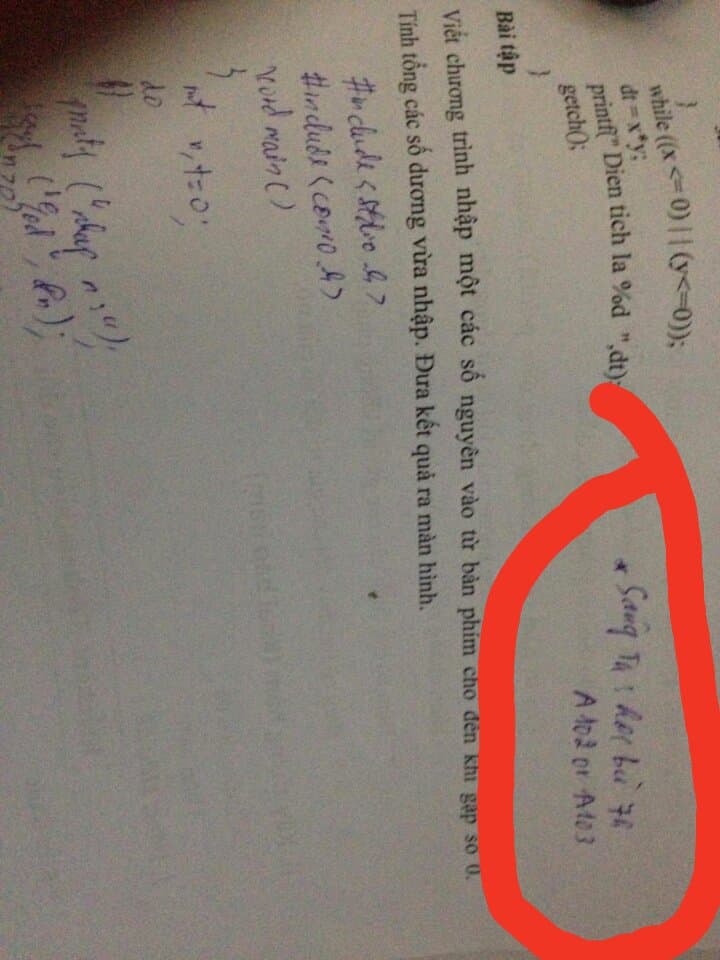 }
while ((x <= 0) | | (y<=0));
dt = x*y;
printf(" Dien tich la %d " ,dt);
getch();
}
* Sáng T4 : học bù 7h
A102 or A103
Bài tập
Viết chương trình nhập một các số nguyên vào từ bàn phím cho đến khi gặp số 0.
Tính tổng các số dương vừa nhập. Đưa kết quả ra màn hình.
#include <stdio.h>
#include <conio.h>
void main()
}
int n, t=0;
do
printf ("nhap n:");
scanf ("%d", &n);